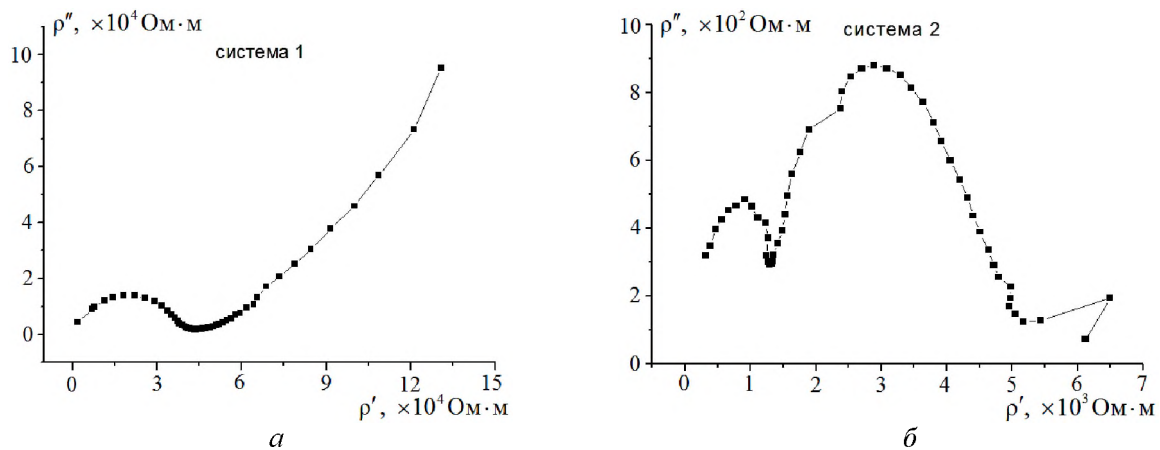 ρ″, ×10⁴ Ом·м
система 1
10
8
6
4
2
0
0 3 6 9 12 15
ρ′, ×10⁴ Ом·м
а
ρ″, ×10² Ом·м
система 2
10
8
6
4
2
0
0 1 2 3 4 5 6 7
ρ′, ×10³ Ом·м
б